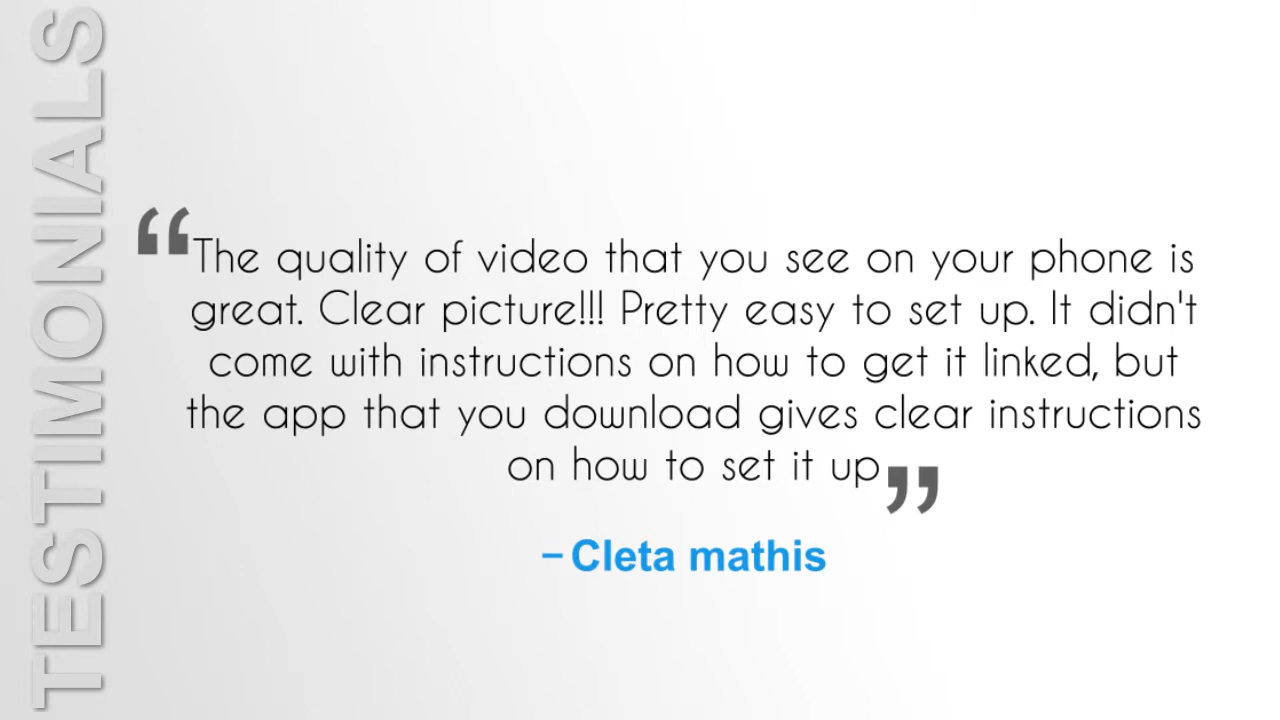 TESTIMONIALS
“The quality of video that you see on your phone is
great. Clear picture!!! Pretty easy to set up. It didn't
come with instructions on how to get it linked, but
the app that you download gives clear instructions
on how to set it up”
– Cleta mathis